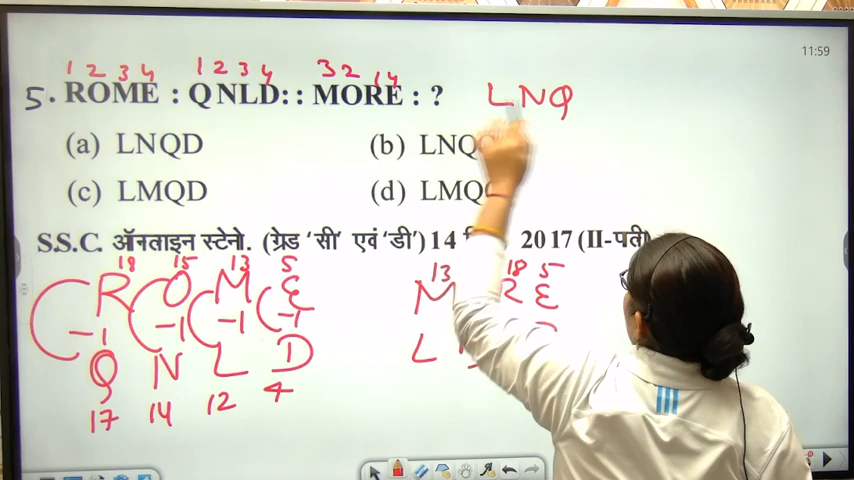 11:59
1 2 3 4 1 2 3 4 3 2 1 4
5. ROME : QNLD :: MORE : ? LNQ
(a) LNQD (b) LNQ
(c) LMQD (d) LMQ
S.S.C. ऑनलाइन स्टेनो. (ग्रेड 'सी' एवं 'डी') 14 2017 (II-पाली)
18 15 13 5 13 18 5
R O M E M R E
-1 -1 -1 -1
Q N L D L
17 14 12 4